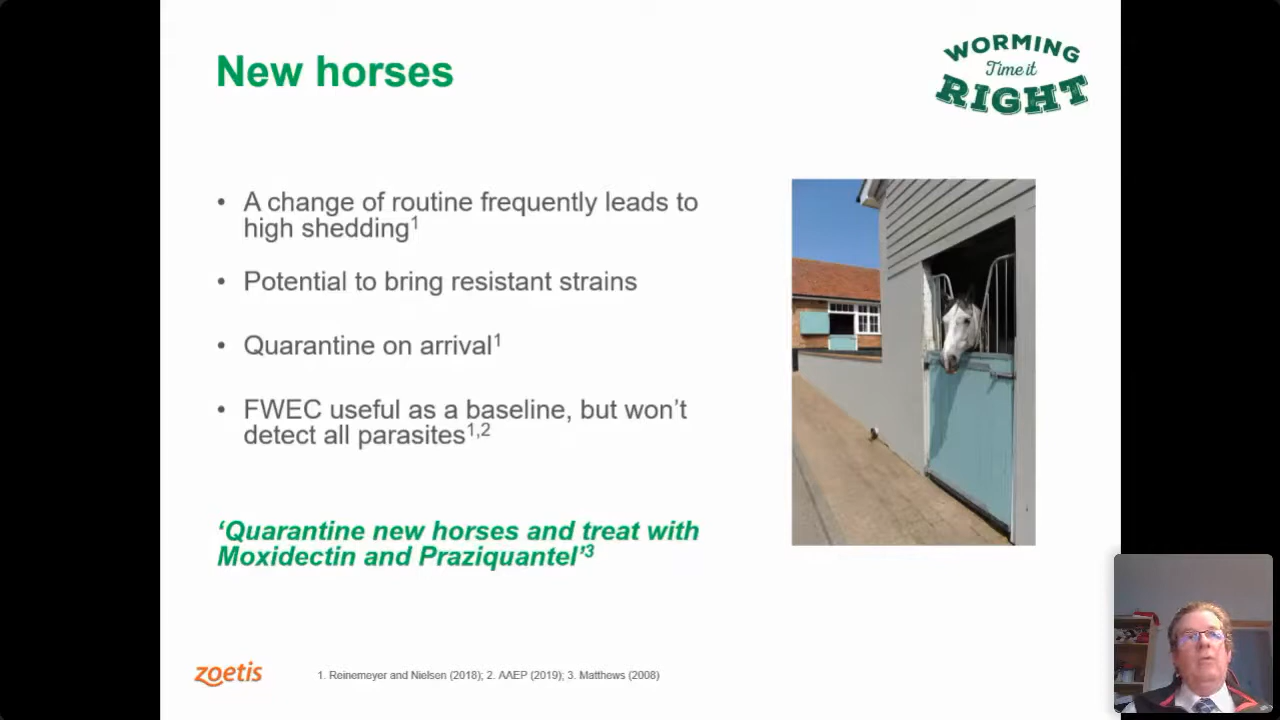 New horses
WORMING
Time it
RIGHT
• A change of routine frequently leads to
high shedding1
• Potential to bring resistant strains
• Quarantine on arrival1
• FWEC useful as a baseline, but won’t
detect all parasites1,2
‘Quarantine new horses and treat with
Moxidectin and Praziquantel’3
zoetis
1. Reinemeyer and Nielsen (2018); 2. AAEP (2019); 3. Matthews (2008)